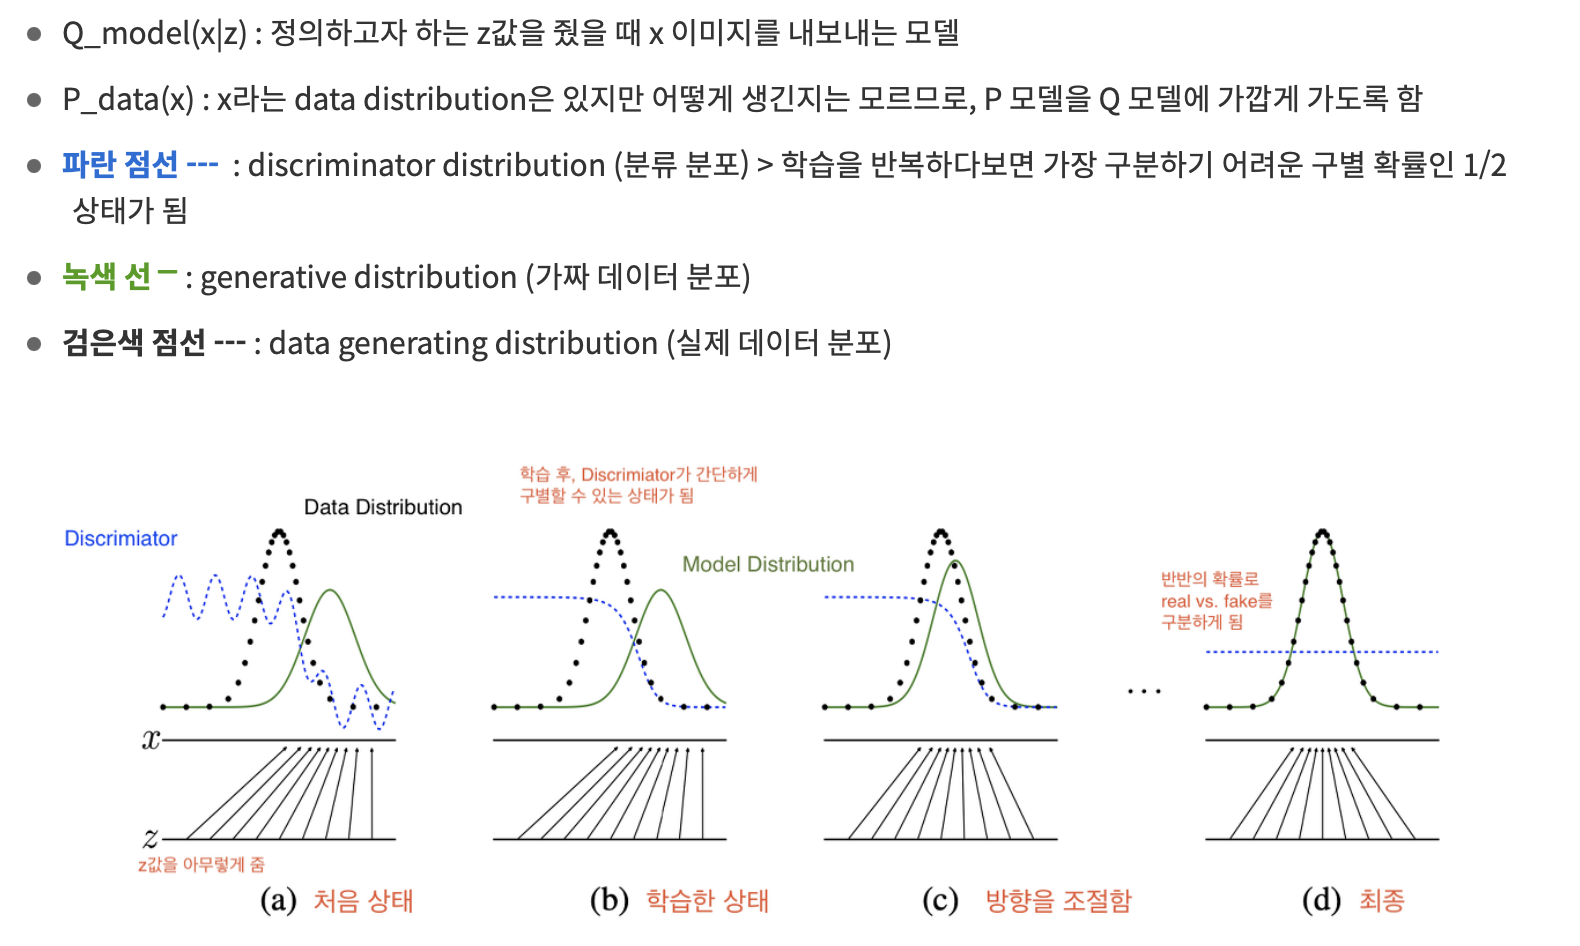 Q_model(x|z) : 정의하고자 하는 z값을 줬을 때 x 이미지를 내보내는 모델
P_data(x) : x라는 data distribution은 있지만 어떻게 생긴지는 모르므로, P 모델을 Q 모델에 가깝게 가도록 함
파란 점선 --- : discriminator distribution (분류 분포) > 학습을 반복하다보면 가장 구분하기 어려운 구별 확률인 1/2
상태가 됨
녹색 선 ㅡ : generative distribution (가짜 데이터 분포)
검은색 점선 --- : data generating distribution (실제 데이터 분포)
학습 후, Discrimiator가 간단하게
구별할 수 있는 상태가 됨
Data Distribution
Discrimiator
Model Distribution
반반의 확률로
real vs. fake를
구분하게 됨
...
x
z
z값을 아무렇게 줌
(a) 처음 상태
(b) 학습한 상태
(c) 방향을 조절함
(d) 최종